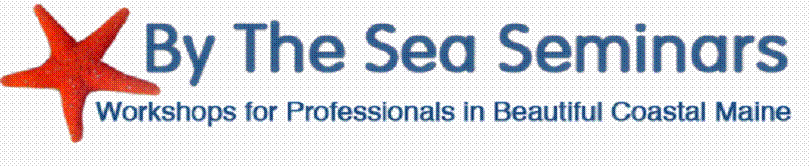 By The Sea Seminars
Workshops for Professionals in Beautiful Coastal Maine